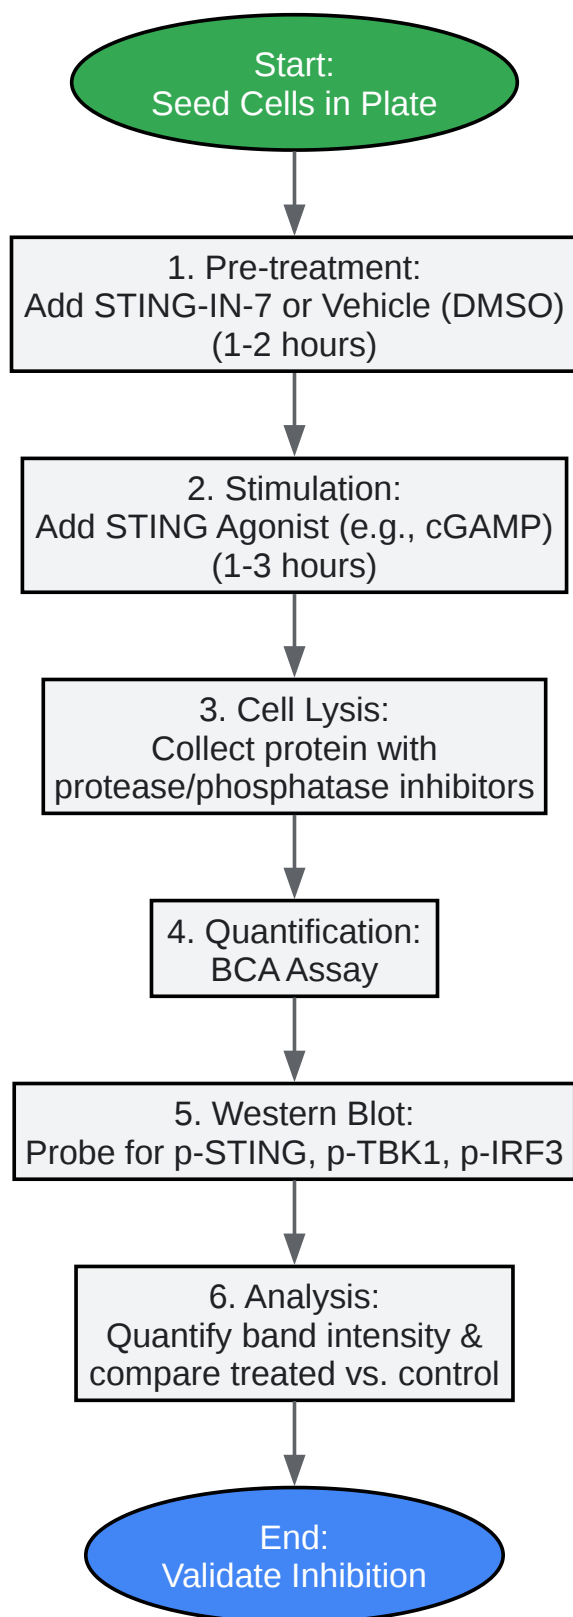 Start:
Seed Cells in Plate
1. Pre-treatment:
Add STING-IN-7 or Vehicle (DMSO)
(1-2 hours)
2. Stimulation:
Add STING Agonist (e.g., cGAMP)
(1-3 hours)
3. Cell Lysis:
Collect protein with
protease/phosphatase inhibitors
4. Quantification:
BCA Assay
5. Western Blot:
Probe for p-STING, p-TBK1, p-IRF3
6. Analysis:
Quantify band intensity &
compare treated vs. control
End:
Validate Inhibition